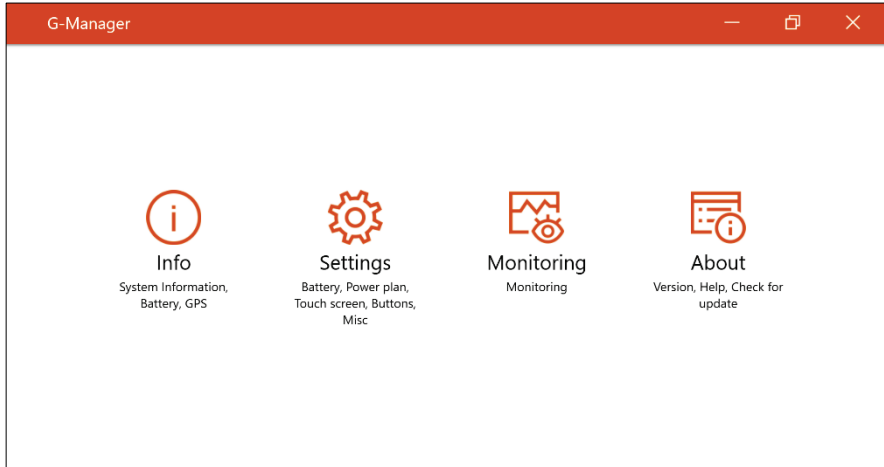 G-Manager
Info
System Information,
Battery, GPS
Settings
Battery, Power plan,
Touch screen, Buttons,
Misc
Monitoring
Monitoring
About
Version, Help, Check for
update